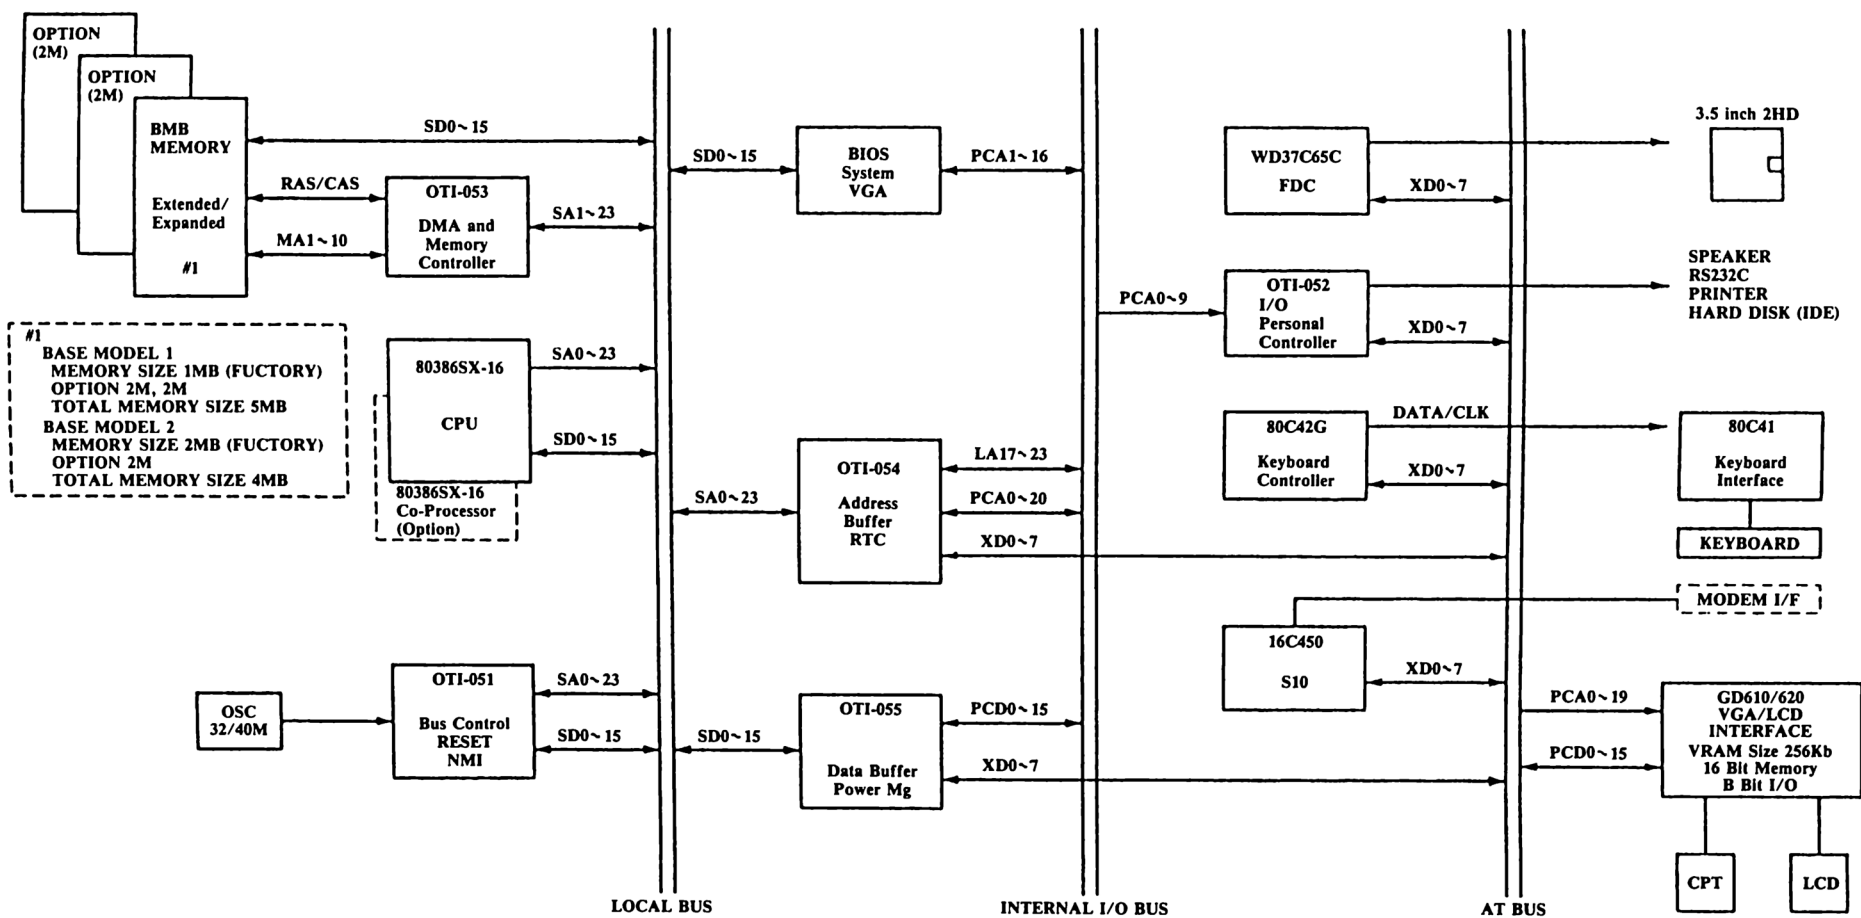 OPTION
(2M)
OPTION
(2M)
BMB
MEMORY
Extended/
Expanded
#1
SD0~15
RAS/CAS
MA1~10
OTI-053
DMA and
Memory
Controller
SA1~23
#1
BASE MODEL 1
MEMORY SIZE 1MB (FUCTORY)
OPTION 2M, 2M
TOTAL MEMORY SIZE 5MB
BASE MODEL 2
MEMORY SIZE 2MB (FUCTORY)
OPTION 2M
TOTAL MEMORY SIZE 4MB
80386SX-16
CPU
SA0~23
SD0~15
80386SX-16
Co-Processor
(Option)
OSC
32/40M
OTI-051
Bus Control
RESET
NMI
SA0~23
SD0~15
LOCAL BUS
SD0~15
BIOS
System
VGA
PCA1~16
SA0~23
OTI-054
Address
Buffer
RTC
LA17~23
PCA0~20
XD0~7
SD0~15
OTI-055
Data Buffer
Power Mg
PCD0~15
XD0~7
INTERNAL I/O BUS
WD37C65C
FDC
XD0~7
3.5 inch 2HD
PCA0~9
OTI-052
I/O
Personal
Controller
XD0~7
SPEAKER
RS232C
PRINTER
HARD DISK (IDE)
80C42G
Keyboard
Controller
DATA/CLK
XD0~7
80C41
Keyboard
Interface
KEYBOARD
MODEM I/F
16C450
S10
XD0~7
AT BUS
PCA0~19
PCD0~15
GD610/620
VGA/LCD
INTERFACE
VRAM Size 256Kb
16 Bit Memory
B Bit I/O
CPT
LCD